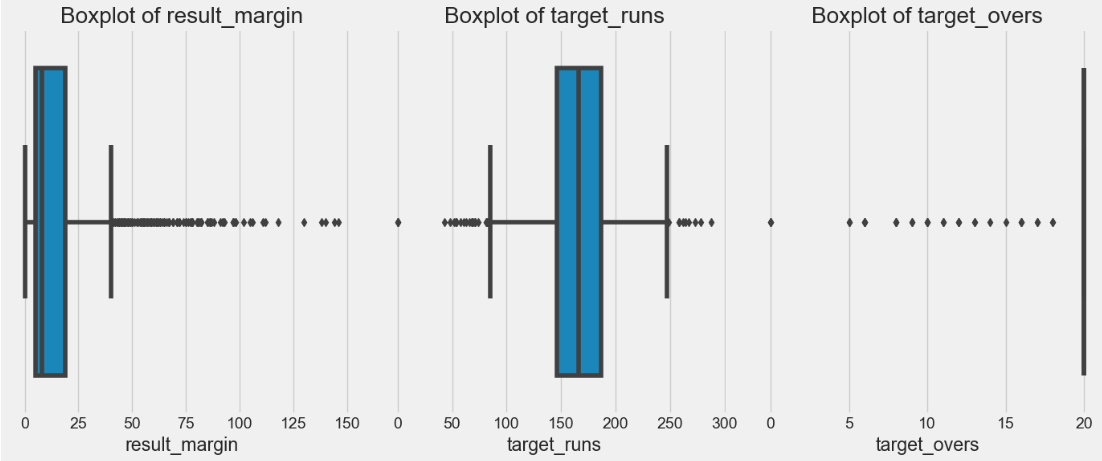 Boxplot of result_margin
Boxplot of target_runs
Boxplot of target_overs
0 25 50 75 100 125 150
0 50 100 150 200 250 300
0 5 10 15 20
result_margin
target_runs
target_overs